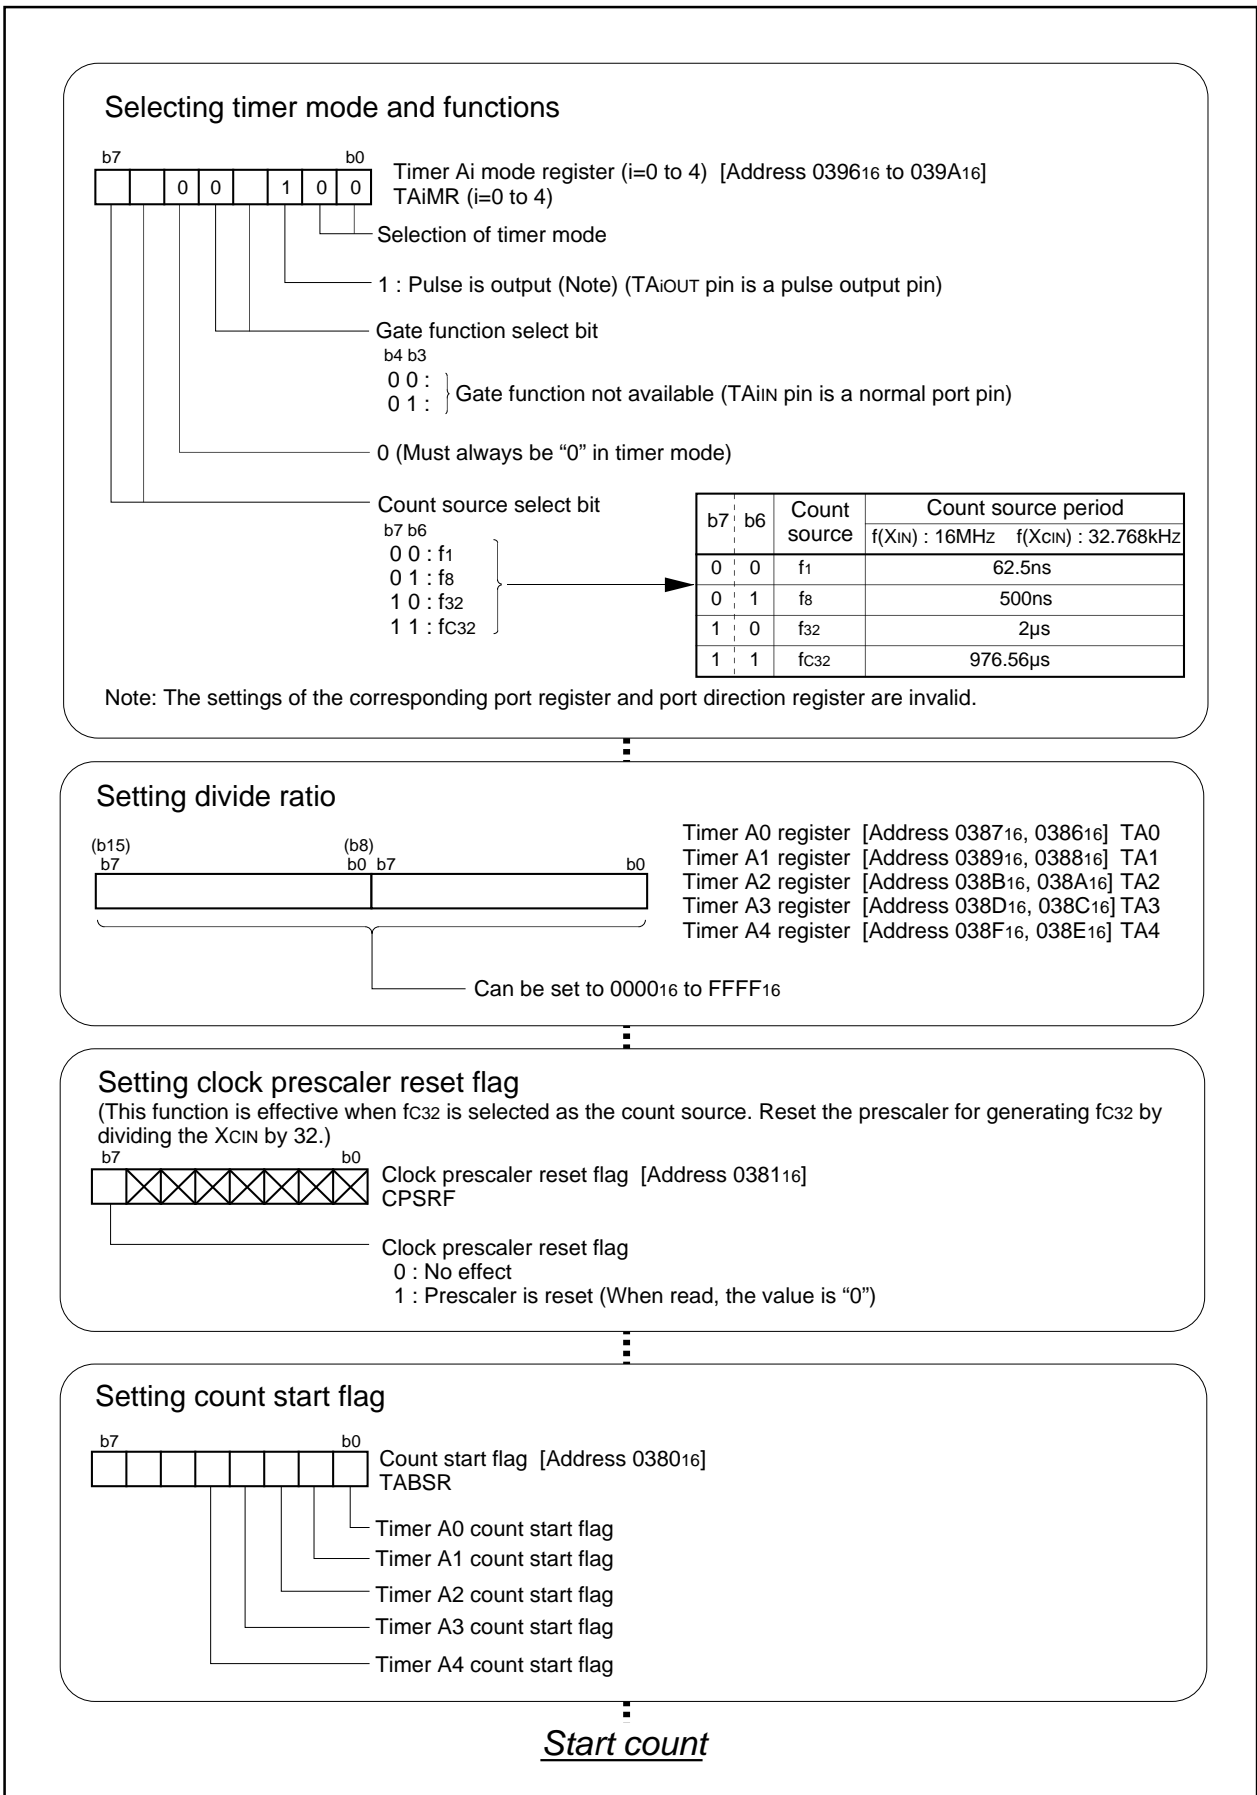 Selecting timer mode and functions
b7 b0
0 0 1 0 0
Timer Ai mode register (i=0 to 4) [Address 039616 to 039A16]
TAiMR (i=0 to 4)
Selection of timer mode
1 : Pulse is output (Note) (TAiOUT pin is a pulse output pin)
Gate function select bit
b4 b3
0 0 :
0 1 :
Gate function not available (TAiIN pin is a normal port pin)
0 (Must always be “0” in timer mode)
Count source select bit
b7 b6
0 0 : f1
0 1 : f8
1 0 : f32
1 1 : fC32
b7 b6 Count source Count source period
f(XIN) : 16MHz f(XCIN) : 32.768kHz
0 0 f1 62.5ns
0 1 f8 500ns
1 0 f32 2µs
1 1 fC32 976.56µs
Note: The settings of the corresponding port register and port direction register are invalid.
Setting divide ratio
(b15) (b8)
b7 b0 b7 b0
Timer A0 register [Address 038716, 038616] TA0
Timer A1 register [Address 038916, 038816] TA1
Timer A2 register [Address 038B16, 038A16] TA2
Timer A3 register [Address 038D16, 038C16] TA3
Timer A4 register [Address 038F16, 038E16] TA4
Can be set to 000016 to FFFF16
Setting clock prescaler reset flag
(This function is effective when fC32 is selected as the count source. Reset the prescaler for generating fC32 by
dividing the XCIN by 32.)
b7 b0
Clock prescaler reset flag [Address 038116]
CPSRF
Clock prescaler reset flag
0 : No effect
1 : Prescaler is reset (When read, the value is “0”)
Setting count start flag
b7 b0
Count start flag [Address 038016]
TABSR
Timer A0 count start flag
Timer A1 count start flag
Timer A2 count start flag
Timer A3 count start flag
Timer A4 count start flag
Start count